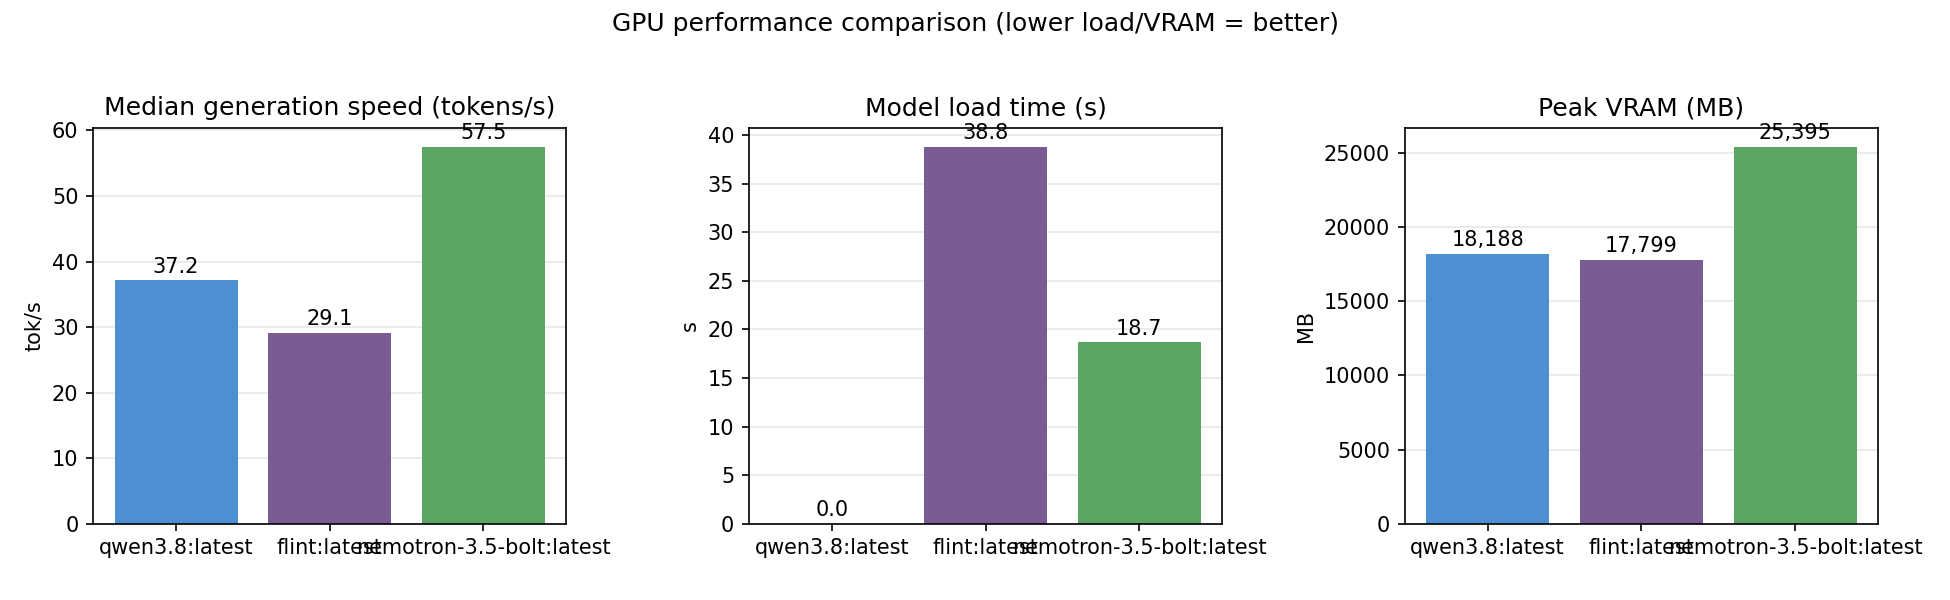 GPU performance comparison (lower load/VRAM = better)
Median generation speed (tokens/s)
60
50
40
30
20
10
0
tok/s
37.2
29.1
57.5
qwen3.8:latest
flint:latest
nemotron-3.5-bolt:latest
Model load time (s)
40
35
30
25
20
15
10
5
0
s
0.0
38.8
18.7
qwen3.8:latest
flint:latest
nemotron-3.5-bolt:latest
Peak VRAM (MB)
25000
20000
15000
10000
5000
0
MB
18,188
17,799
25,395
qwen3.8:latest
flint:latest
nemotron-3.5-bolt:latest